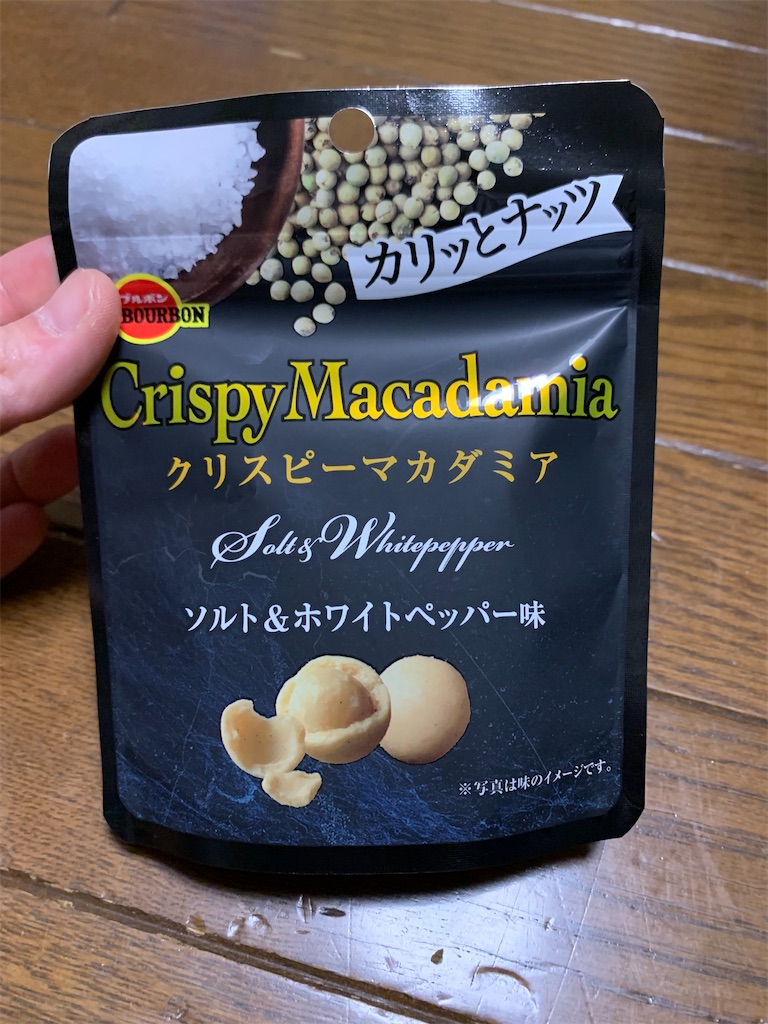 カリッとナッツ
ブルボン
BOURBON
Crispy Macadamia
クリスピーマカダミア
Solt & Whitepepper
ソルト&ホワイトペッパー味
※写真は味のイメージです。